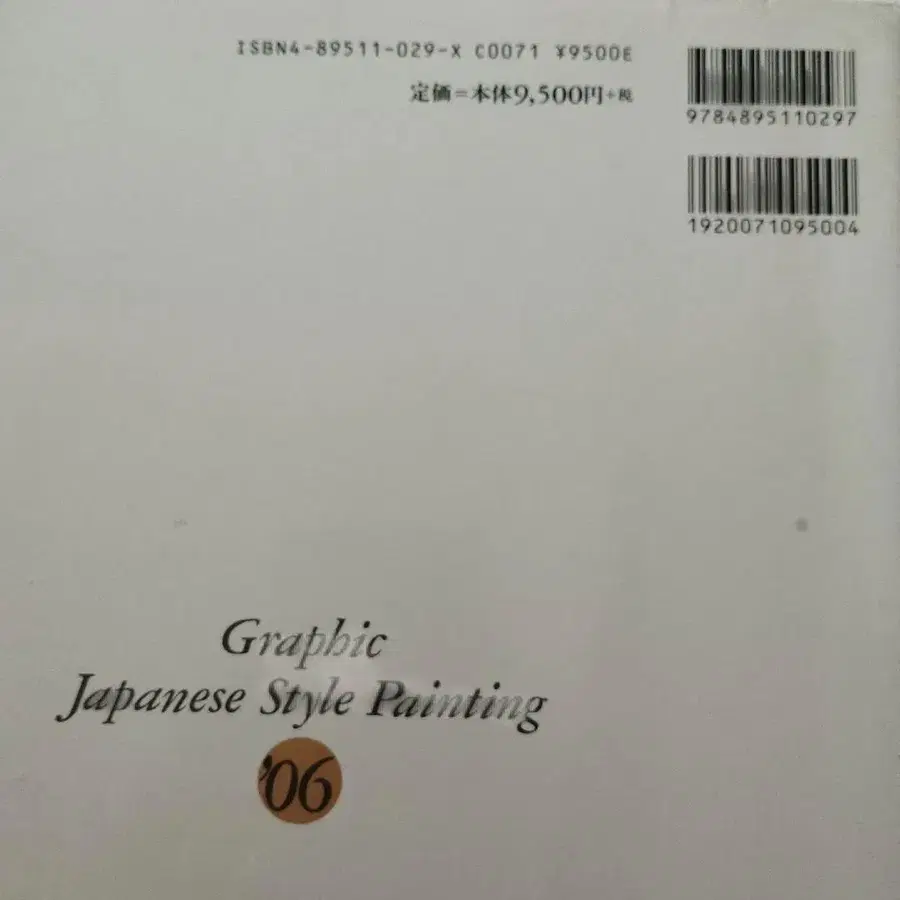 ISBN4-89511-029-X C0071 ¥9500E
定価=本体9,500円+税
9784895110297
1920071095004
Graphic
Japanese Style Painting
'06